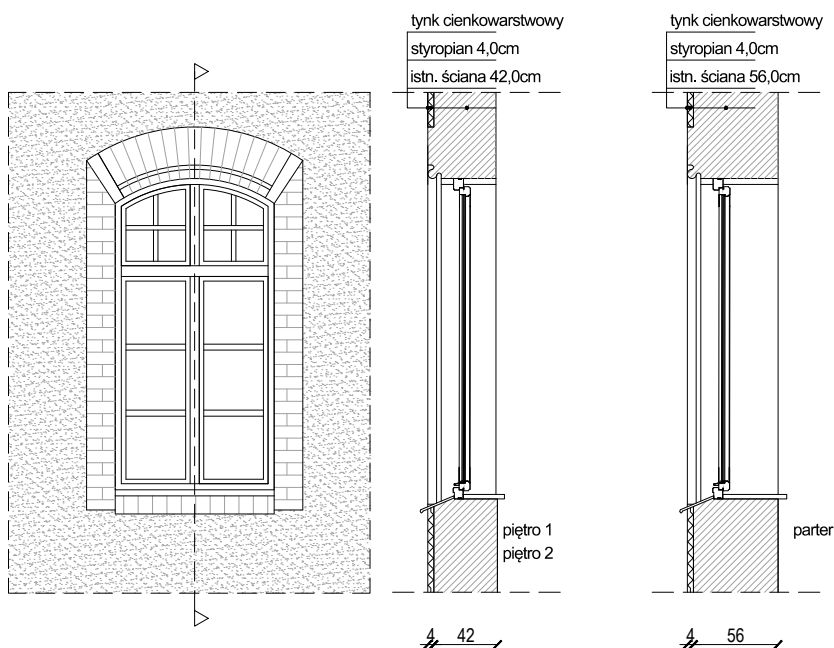 tynk cienkowarstwowy
styropian 4,0cm
istn. ściana 42,0cm
tynk cienkowarstwowy
styropian 4,0cm
istn. ściana 56,0cm
piętro 1
piętro 2
parter
4 42
4 56